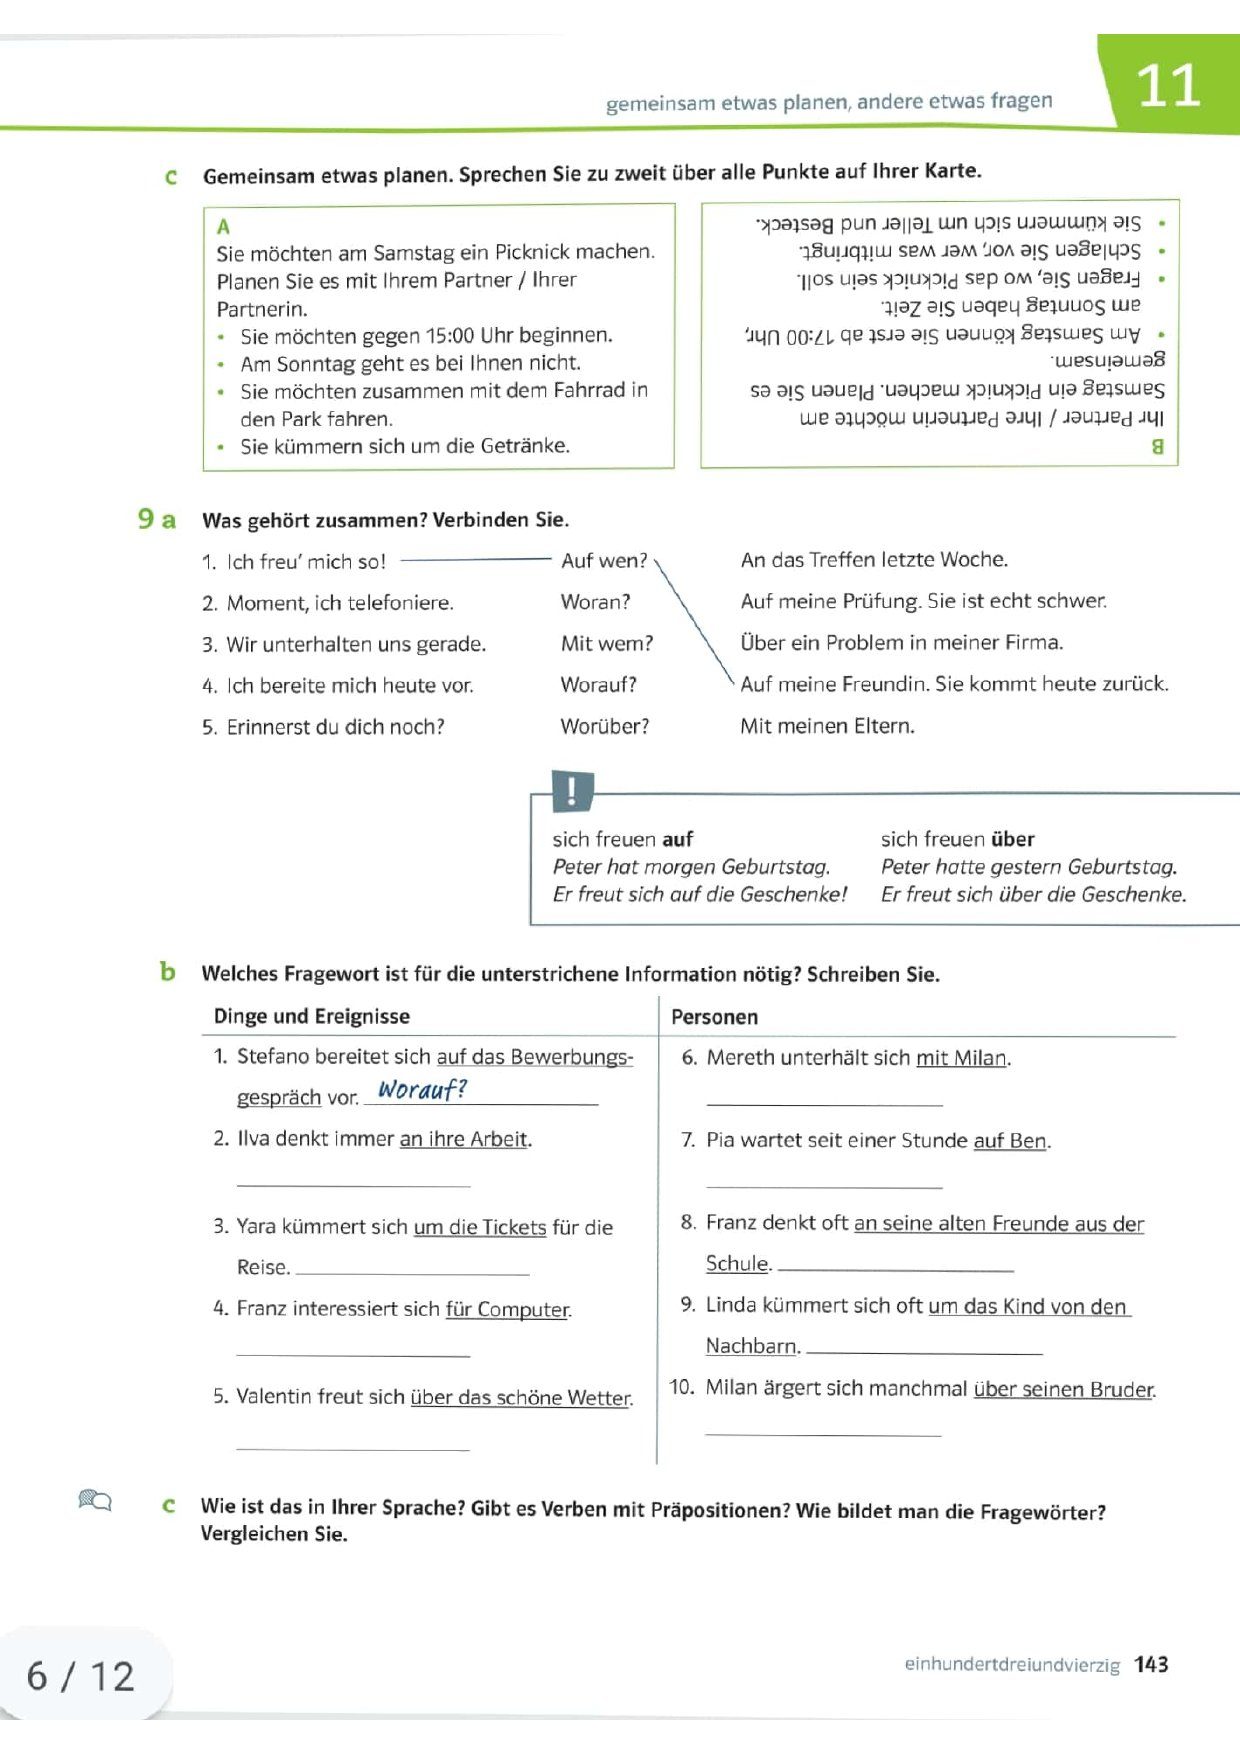 gemeinsam etwas planen, andere etwas fragen
11
c Gemeinsam etwas planen. Sprechen Sie zu zweit über alle Punkte auf Ihrer Karte.
A
Sie möchten am Samstag ein Picknick machen.
Planen Sie es mit Ihrem Partner / Ihrer
Partnerin.
• Sie möchten gegen 15:00 Uhr beginnen.
• Am Sonntag geht es bei Ihnen nicht.
• Sie möchten zusammen mit dem Fahrrad in
den Park fahren.
• Sie kümmern sich um die Getränke.
B
Ihr Partner / Ihre Partnerin möchte am
Samstag ein Picknick machen. Planen Sie es
gemeinsam.
• Am Samstag können Sie erst ab 17:00 Uhr,
am Sonntag haben Sie Zeit.
• Fragen Sie, wo das Picknick sein soll.
• Schlagen Sie vor, wer was mitbringt.
• Sie kümmern sich um Teller und Besteck.
9 a Was gehört zusammen? Verbinden Sie.
1. Ich freu' mich so! Auf wen? An das Treffen letzte Woche.
2. Moment, ich telefoniere. Woran? Auf meine Prüfung. Sie ist echt schwer.
3. Wir unterhalten uns gerade. Mit wem? Über ein Problem in meiner Firma.
4. Ich bereite mich heute vor. Worauf? Auf meine Freundin. Sie kommt heute zurück.
5. Erinnerst du dich noch? Worüber? Mit meinen Eltern.
!
sich freuen auf
Peter hat morgen Geburtstag.
Er freut sich auf die Geschenke!
sich freuen über
Peter hatte gestern Geburtstag.
Er freut sich über die Geschenke.
b Welches Fragewort ist für die unterstrichene Information nötig? Schreiben Sie.
Dinge und Ereignisse
1. Stefano bereitet sich auf das Bewerbungs-
gespräch vor. Worauf?
2. Ilva denkt immer an ihre Arbeit.
3. Yara kümmert sich um die Tickets für die
Reise.
4. Franz interessiert sich für Computer.
5. Valentin freut sich über das schöne Wetter.
Personen
6. Mereth unterhält sich mit Milan.
7. Pia wartet seit einer Stunde auf Ben.
8. Franz denkt oft an seine alten Freunde aus der
Schule.
9. Linda kümmert sich oft um das Kind von den
Nachbarn.
10. Milan ärgert sich manchmal über seinen Bruder.
c Wie ist das in Ihrer Sprache? Gibt es Verben mit Präpositionen? Wie bildet man die Fragewörter?
Vergleichen Sie.
6 / 12
einhundertdreiundvierzig 143